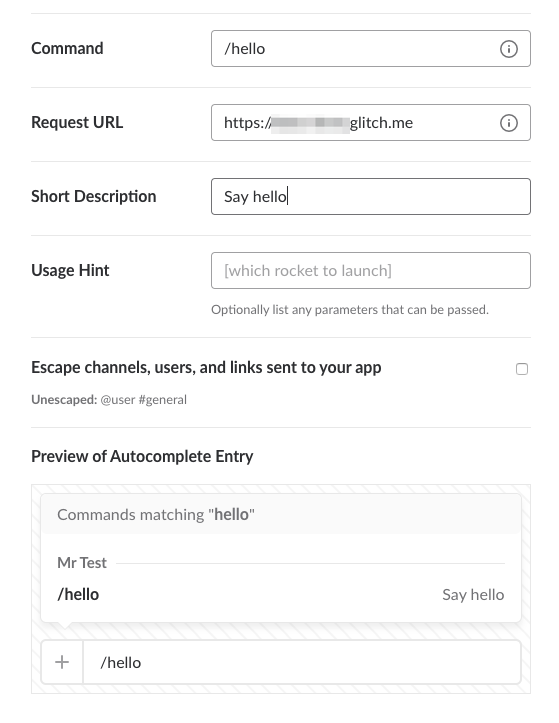 Command
/hello
Request URL
https:/ glitch.me
Short Description
Say hello
Usage Hint
[which rocket to launch]
Optionally list any parameters that can be passed.
Escape channels, users, and links sent to your app
Unescaped: @user #general
Preview of Autocomplete Entry
Commands matching "hello"
Mr Test
/hello Say hello
+ /hello